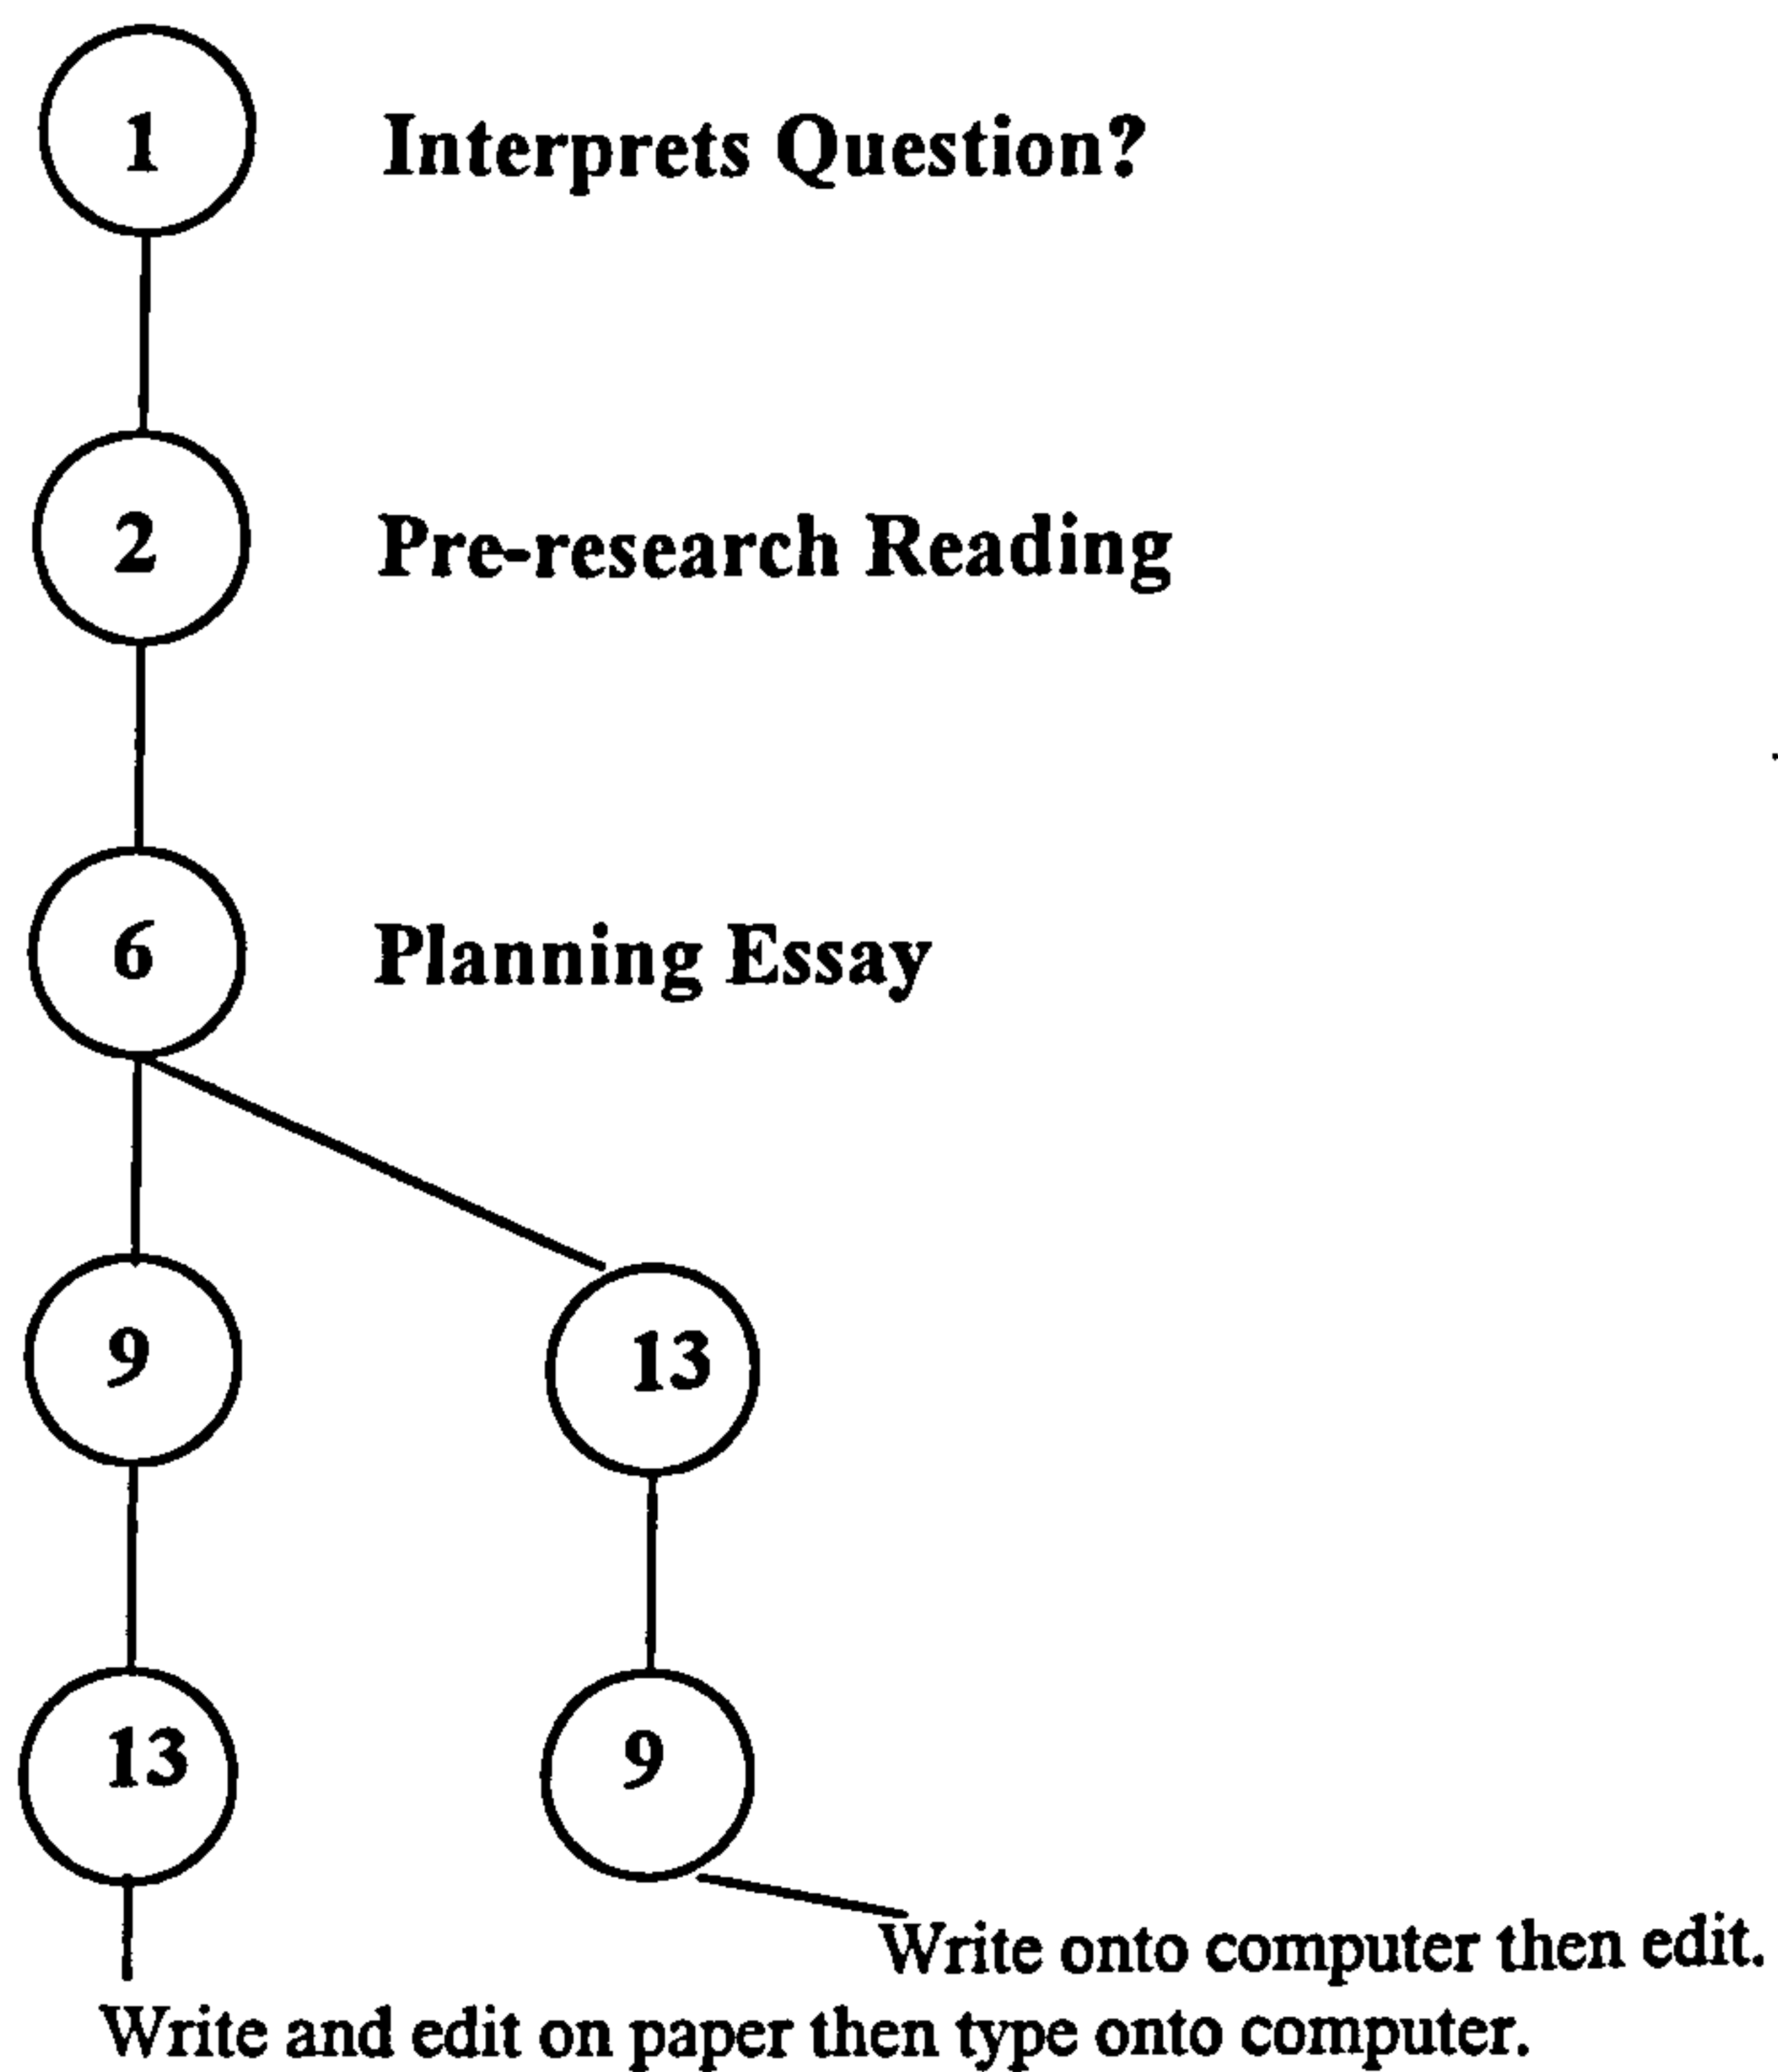 1 Interprets Question?
2 Pre-research Reading
6 Planning Essay
9 13
13 9
Write onto computer then edit.
Write and edit on paper then type onto computer.